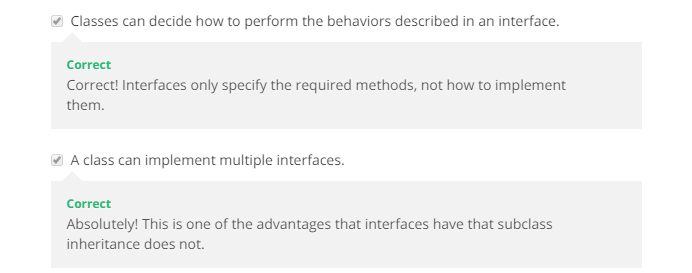 Classes can decide how to perform the behaviors described in an interface.
Correct
Correct! Interfaces only specify the required methods, not how to implement
them.
A class can implement multiple interfaces.
Correct
Absolutely! This is one of the advantages that interfaces have that subclass
inheritance does not.